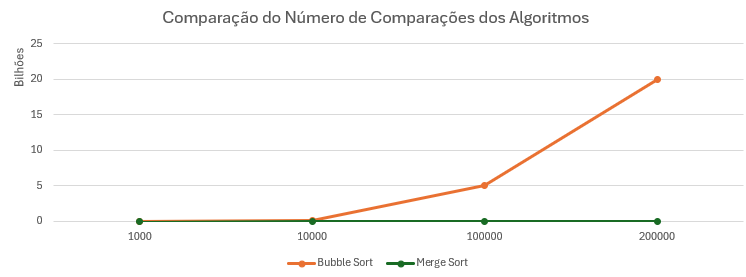 Comparação do Número de Comparações dos Algoritmos
Bilhões
25
20
15
10
5
0
1000 10000 100000 200000
Bubble Sort Merge Sort